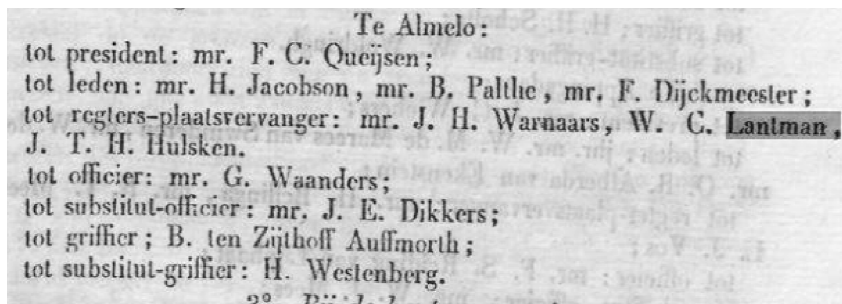 Te Almelo:
tot president: mr. F. C. Queijsen;
tot leden: mr. H. Jacobson, mr. B. Palthe, mr. F. Dijckmeester;
tot regters-plaatsvervanger: mr. J. H. Warnaars, W. C. Lantman,
J. T. H. Hulsken.
tot officier: mr. G. Waanders;
tot substitut-officier: mr. J. E. Dikkers;
tot griffier; B. ten Zijthoff Auffmorth;
tot substitut-griffier: H. Westenberg.